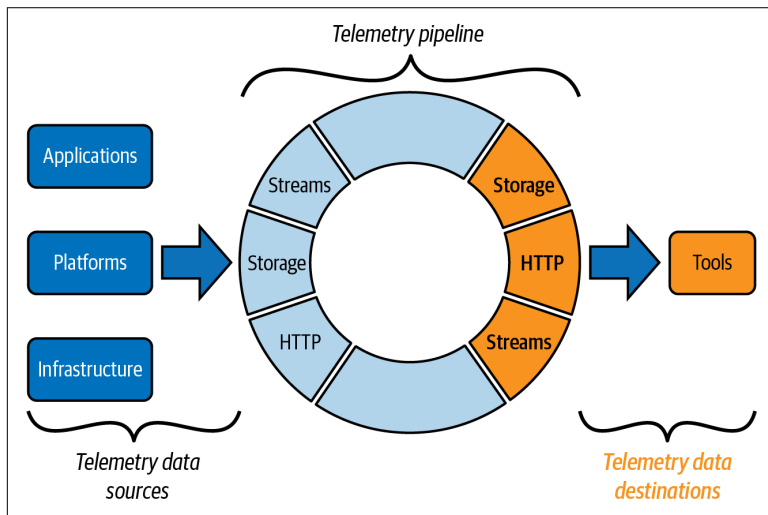 Telemetry pipeline
Applications
Platforms
Infrastructure
Telemetry data
sources
Streams
Storage
HTTP
Storage
HTTP
Streams
Tools
Telemetry data
destinations